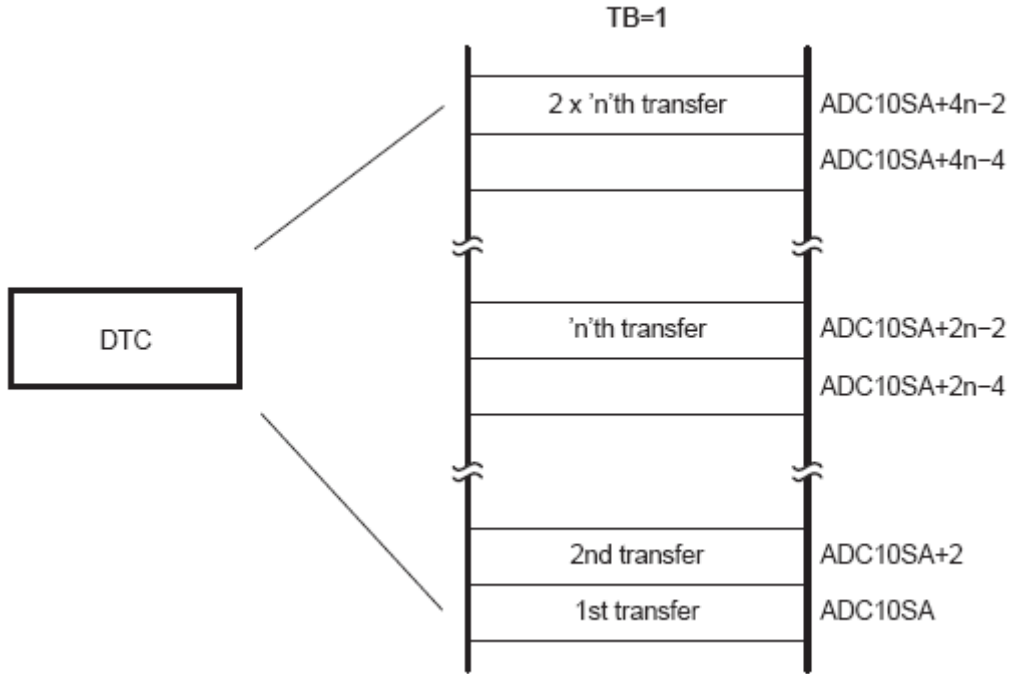 TB=1
2 x ’n’th transfer ADC10SA+4n−2
ADC10SA+4n−4
DTC
’n’th transfer ADC10SA+2n−2
ADC10SA+2n−4
2nd transfer ADC10SA+2
1st transfer ADC10SA